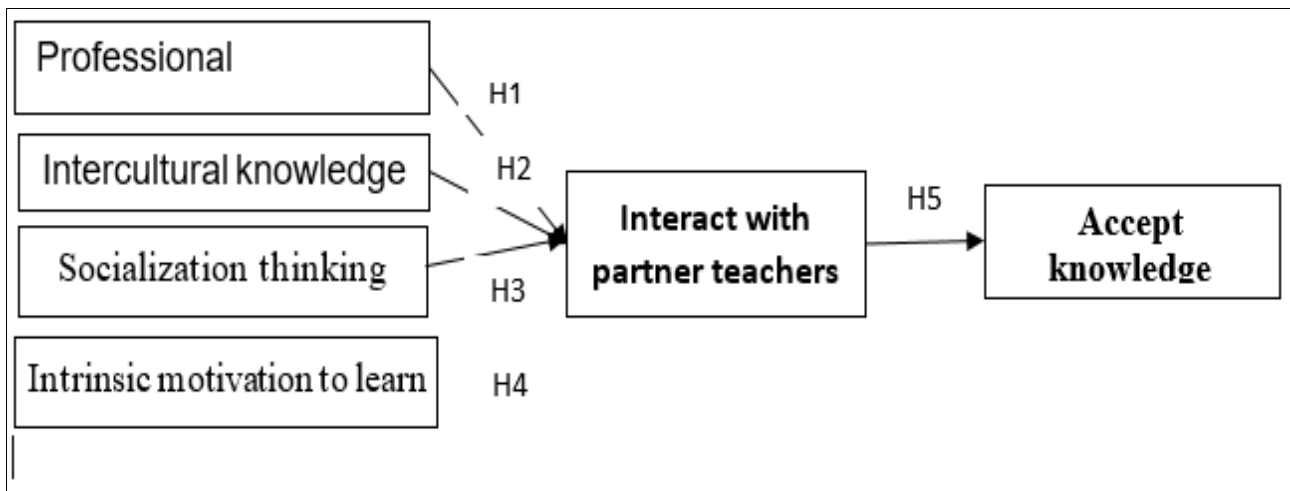 Professional
H1
Intercultural knowledge
H2
Socialization thinking
H3
Intrinsic motivation to learn
H4
Interact with
partner teachers
H5
Accept
knowledge